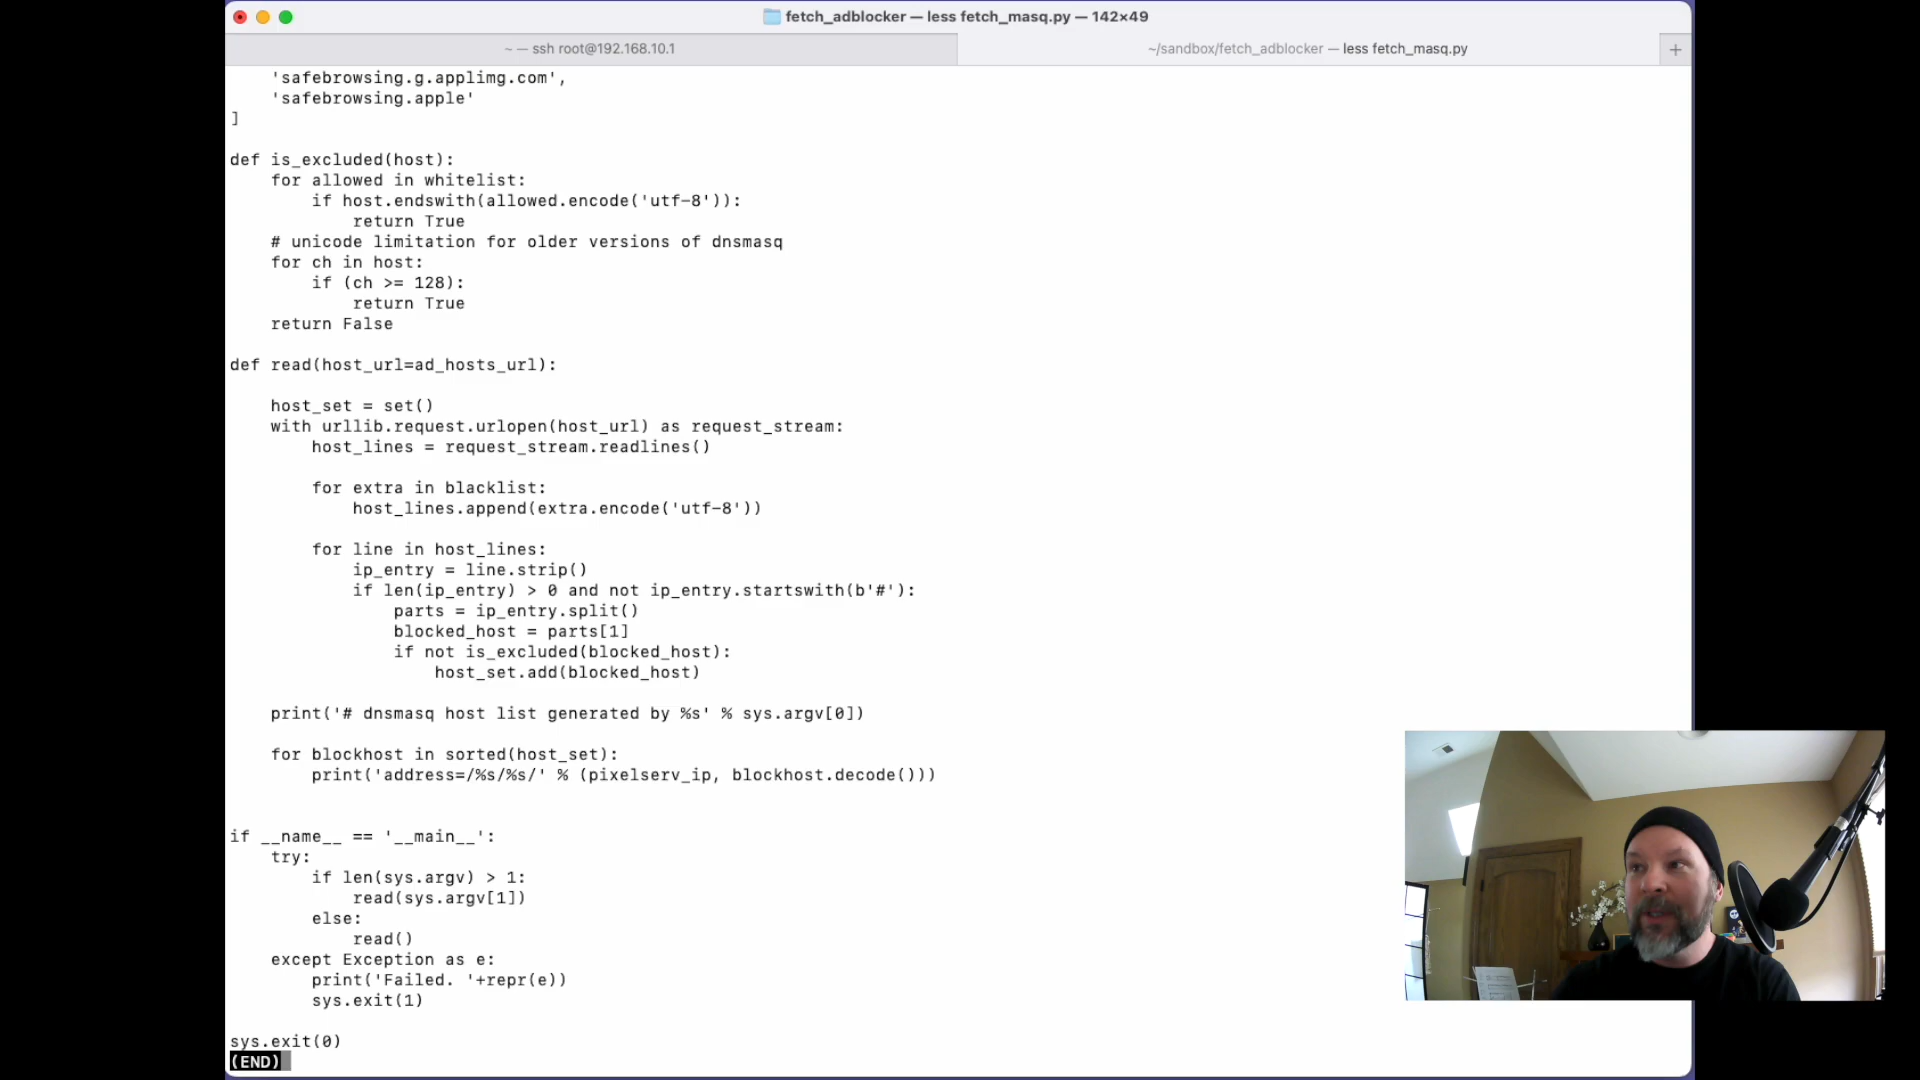 fetch_adblocker — less fetch_masq.py — 142×49
~ — ssh root@192.168.10.1
~/sandbox/fetch_adblocker — less fetch_masq.py
+
    'safebrowsing.g.applimg.com',
    'safebrowsing.apple'
]

def is_excluded(host):
    for allowed in whitelist:
        if host.endswith(allowed.encode('utf-8')):
            return True
    # unicode limitation for older versions of dnsmasq
    for ch in host:
        if (ch >= 128):
            return True
    return False

def read(host_url=ad_hosts_url):

    host_set = set()
    with urllib.request.urlopen(host_url) as request_stream:
        host_lines = request_stream.readlines()

        for extra in blacklist:
            host_lines.append(extra.encode('utf-8'))

        for line in host_lines:
            ip_entry = line.strip()
            if len(ip_entry) > 0 and not ip_entry.startswith(b'#'):
                parts = ip_entry.split()
                blocked_host = parts[1]
                if not is_excluded(blocked_host):
                    host_set.add(blocked_host)

    print('# dnsmasq host list generated by %s' % sys.argv[0])

    for blockhost in sorted(host_set):
        print('address=/%s/%s/' % (pixelserv_ip, blockhost.decode()))


if __name__ == '__main__':
    try:
        if len(sys.argv) > 1:
            read(sys.argv[1])
        else:
            read()
    except Exception as e:
        print('Failed. '+repr(e))
        sys.exit(1)

sys.exit(0)
(END)